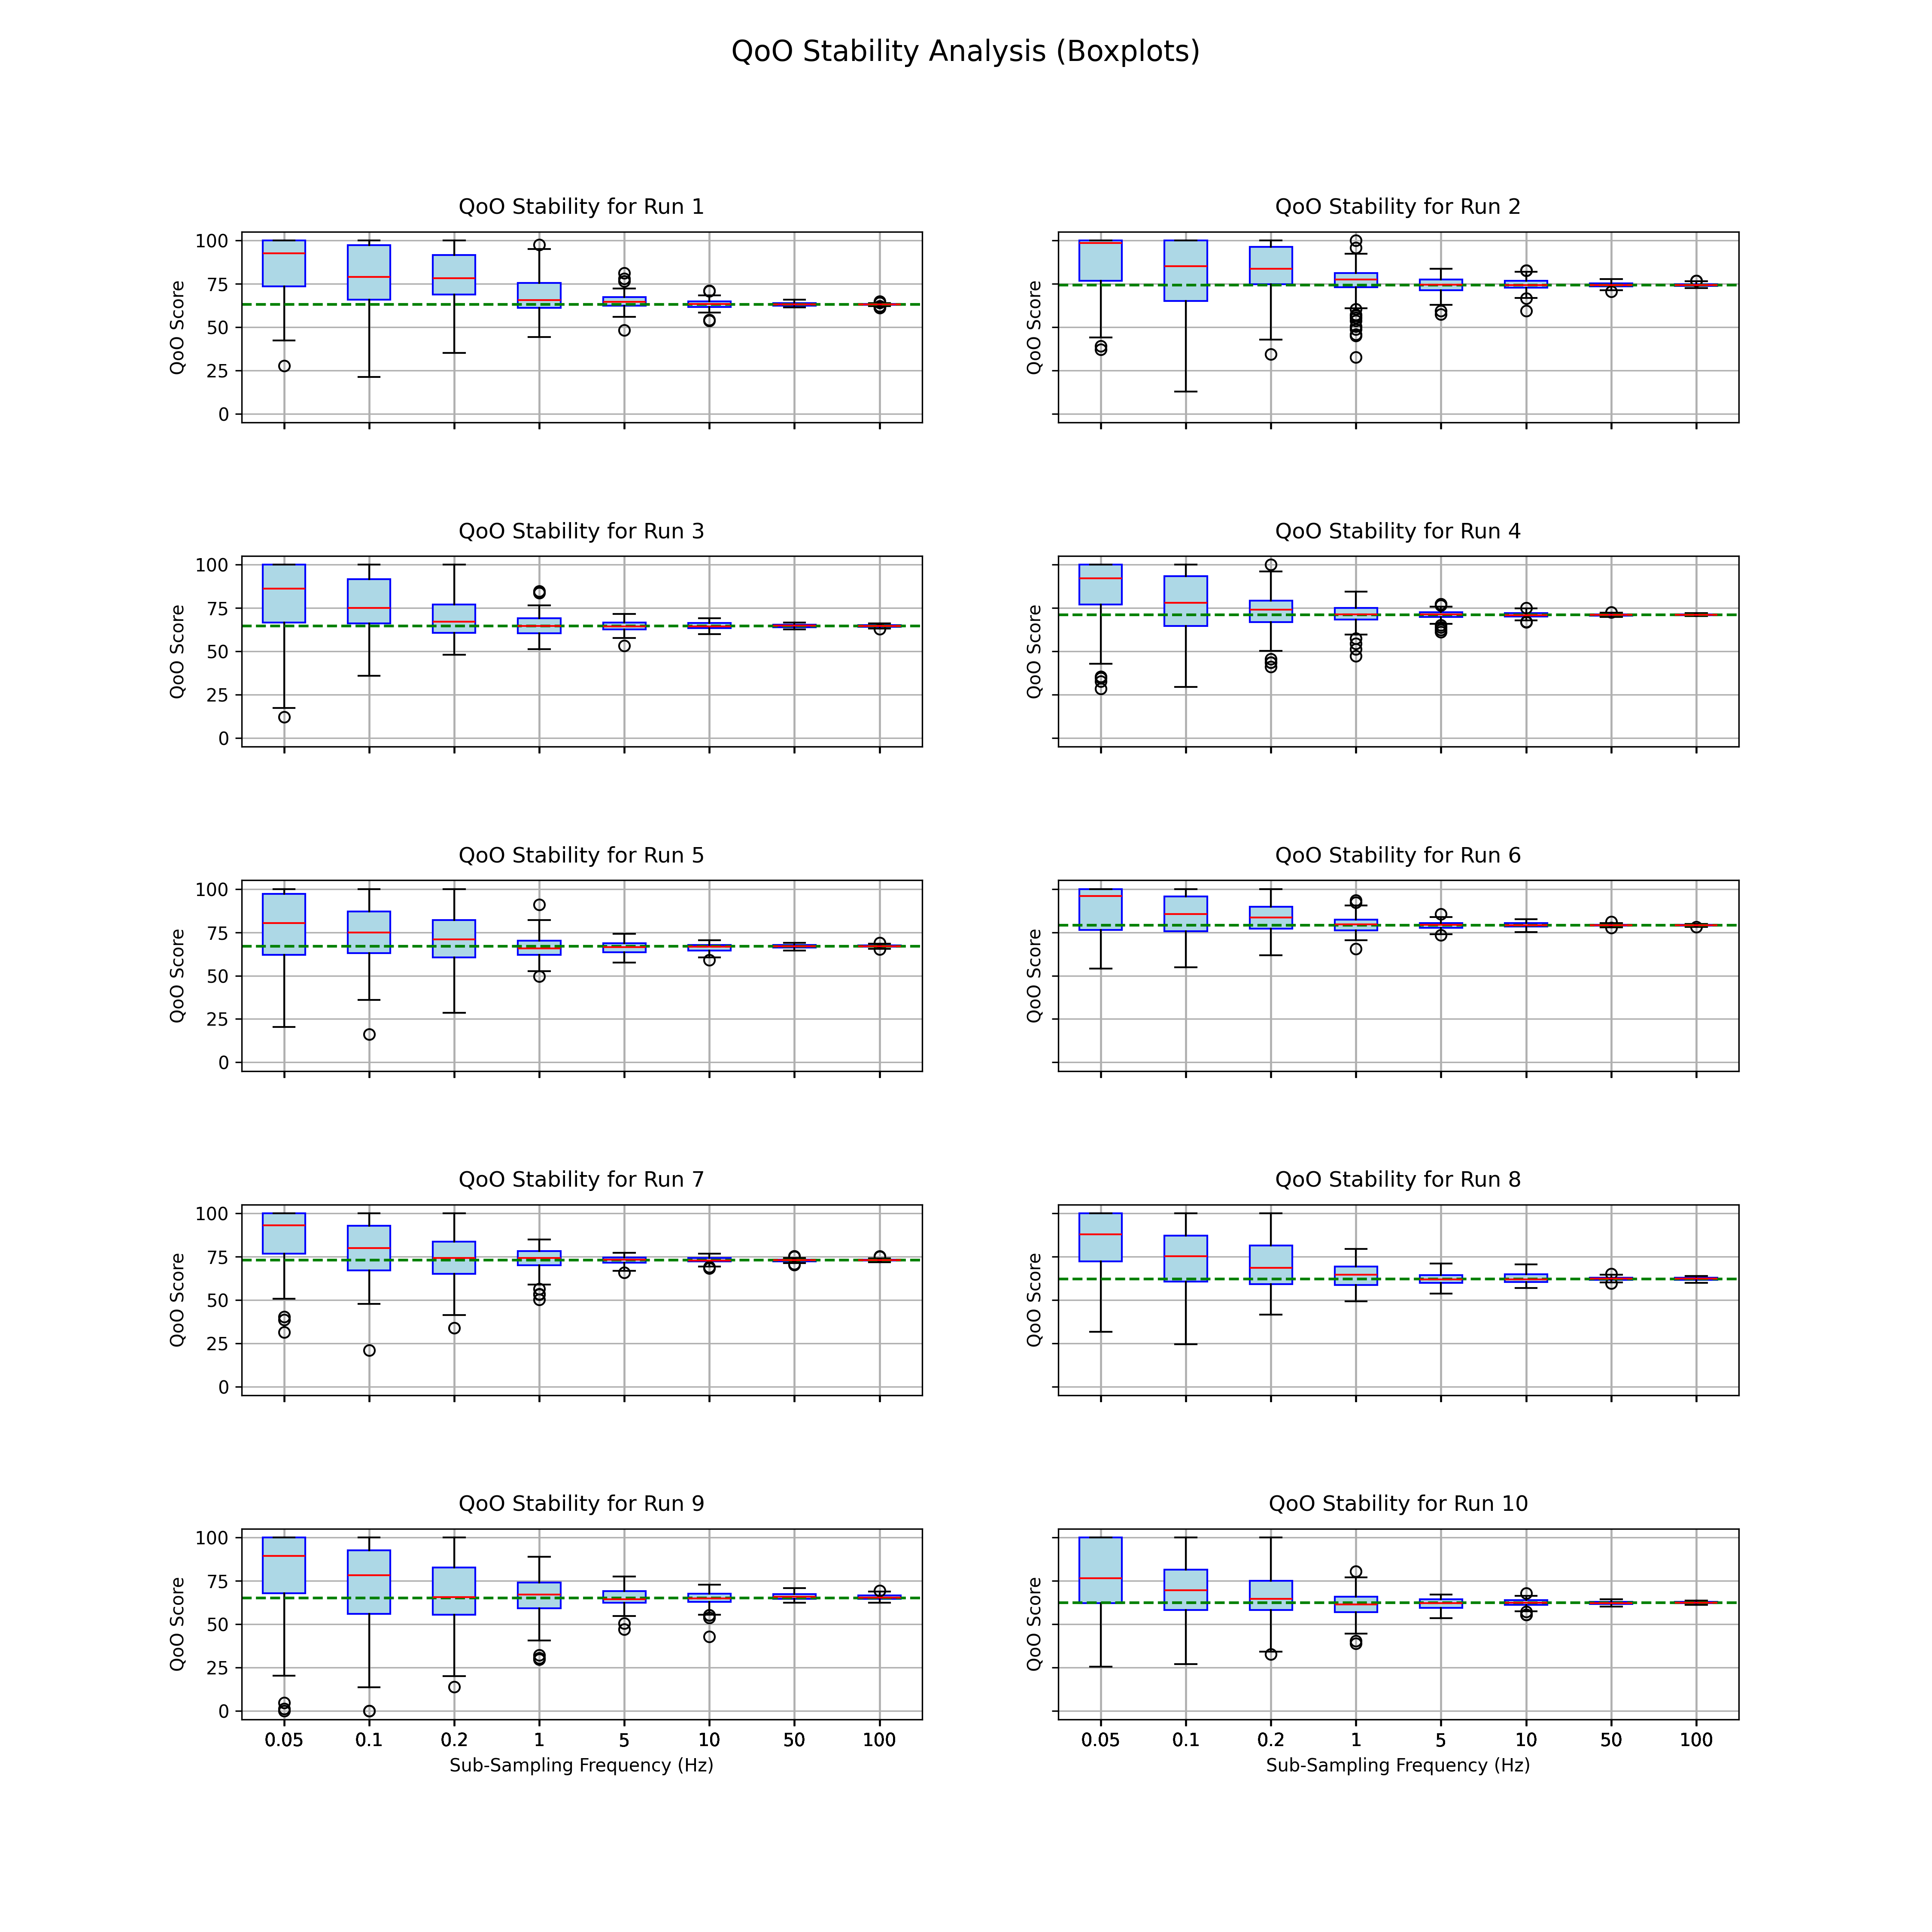 QoO Stability Analysis (Boxplots)
QoO Stability for Run 1
QoO Score
100
75
50
25
0
QoO Stability for Run 2
QoO Score
QoO Stability for Run 3
QoO Score
100
75
50
25
0
QoO Stability for Run 4
QoO Score
QoO Stability for Run 5
QoO Score
100
75
50
25
0
QoO Stability for Run 6
QoO Score
QoO Stability for Run 7
QoO Score
100
75
50
25
0
QoO Stability for Run 8
QoO Score
QoO Stability for Run 9
QoO Score
100
75
50
25
0
0.05 0.1 0.2 1 5 10 50 100
Sub-Sampling Frequency (Hz)
QoO Stability for Run 10
QoO Score
0.05 0.1 0.2 1 5 10 50 100
Sub-Sampling Frequency (Hz)